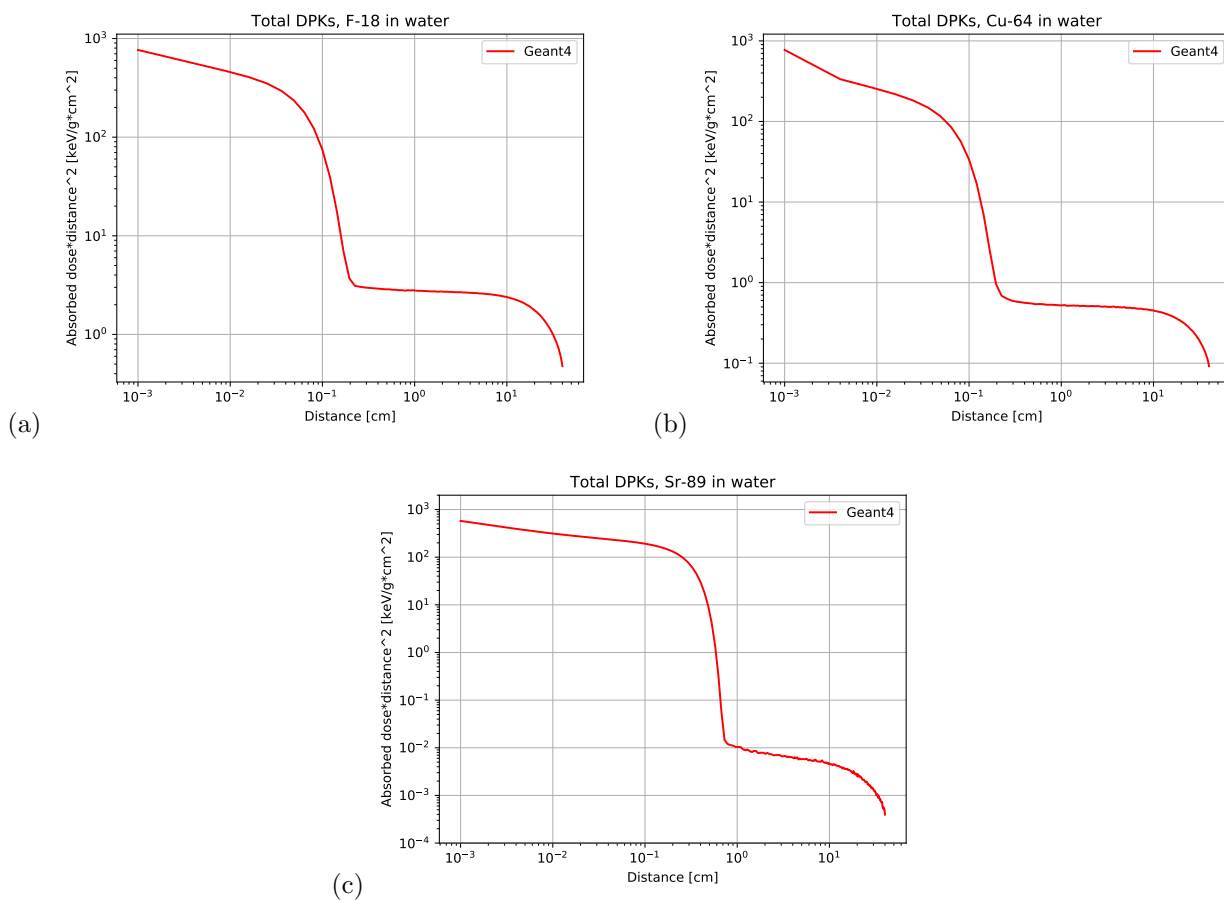 Total DPKs, F-18 in water
Geant4
Absorbed dose*distance^2 [keV/g*cm^2]
10^3
10^2
10^1
10^0
10^−3
10^−2
10^−1
10^0
10^1
Distance [cm]
(a)
Total DPKs, Cu-64 in water
Geant4
Absorbed dose*distance^2 [keV/g*cm^2]
10^3
10^2
10^1
10^0
10^−1
10^−3
10^−2
10^−1
10^0
10^1
Distance [cm]
(b)
Total DPKs, Sr-89 in water
Geant4
Absorbed dose*distance^2 [keV/g*cm^2]
10^3
10^2
10^1
10^0
10^−1
10^−2
10^−3
10^−4
10^−3
10^−2
10^−1
10^0
10^1
Distance [cm]
(c)